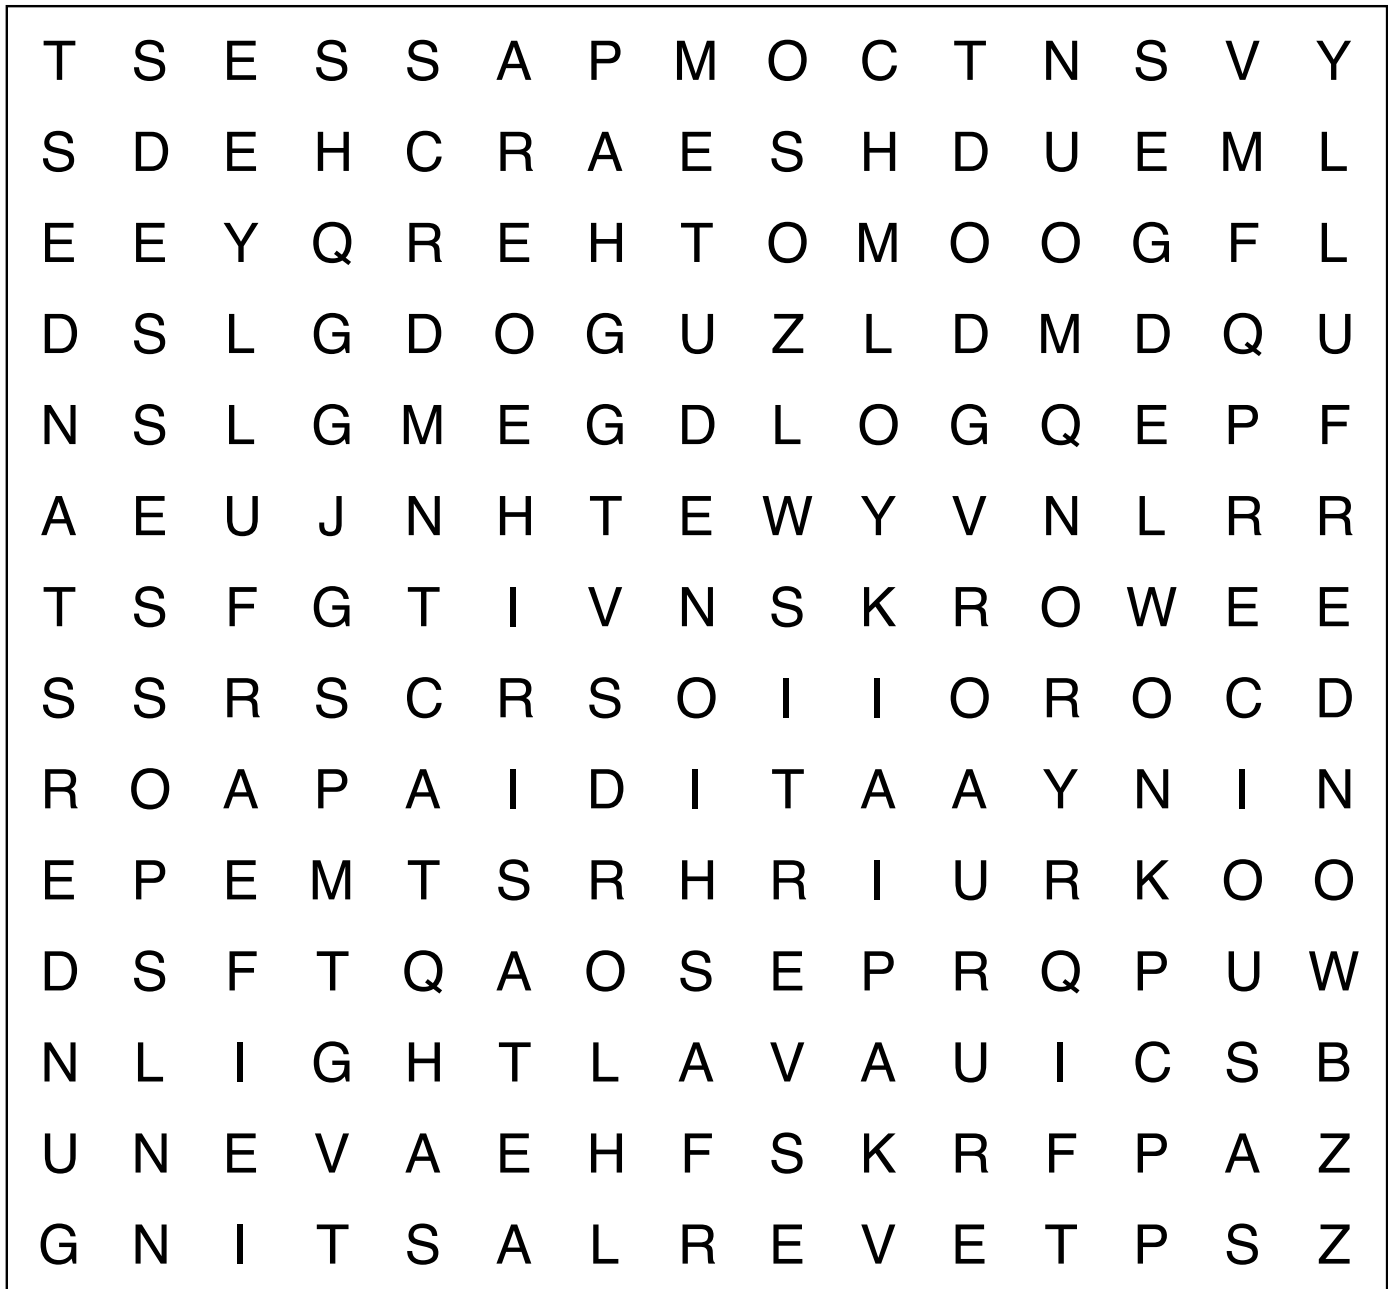 T S E S S A P M O C T N S V Y
S D E H C R A E S H D U E M L
E E Y Q R E H T O M O O G F L
D S L G D O G U Z L D M D Q U
N S L G M E G D L O G Q E P F
A E U J N H T E W Y V N L R R
T S F G T I V N S K R O W E E
S S R S C R S O I I O R O C D
R O A P A I D I T A A Y N I N
E P E M T S R H R I U R K O O
D S F T Q A O S E P R Q P U W
N L I G H T L A V A U I C S B
U N E V A E H F S K R F P A Z
G N I T S A L R E V E T P S Z